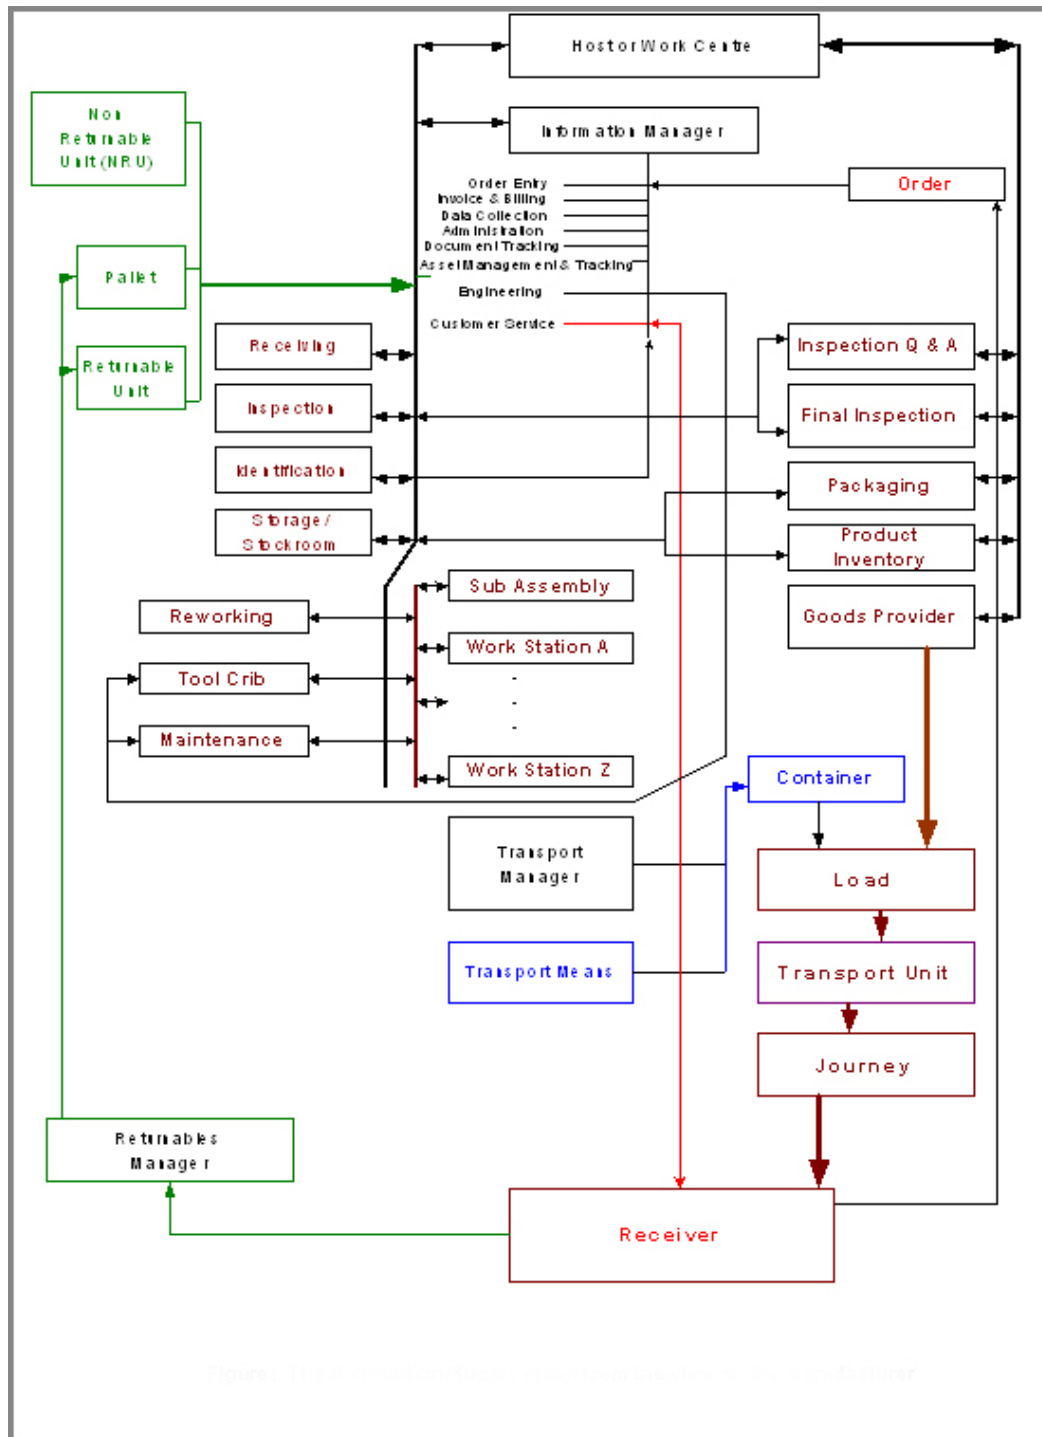 Host or Work Centre
Non
Returnable
Unit (NRU)
Information Manager
Order Entry
Invoice & Billing
Data Collection
Administration
Document Tracking
Asset Management & Tracking
Engineering
Customer Service
Order
Pallet
Returnable
Unit
Receiving
Inspection
Identification
Storage/
Stockroom
Inspection Q & A
Final Inspection
Packaging
Product
Inventory
Goods Provider
Sub Assembly
Reworking
Work Station A
-
Tool Crib
-
-
Maintenance
Work Station Z
Container
Transport
Manager
Load
Transport Means
Transport Unit
Journey
Returnables
Manager
Receiver